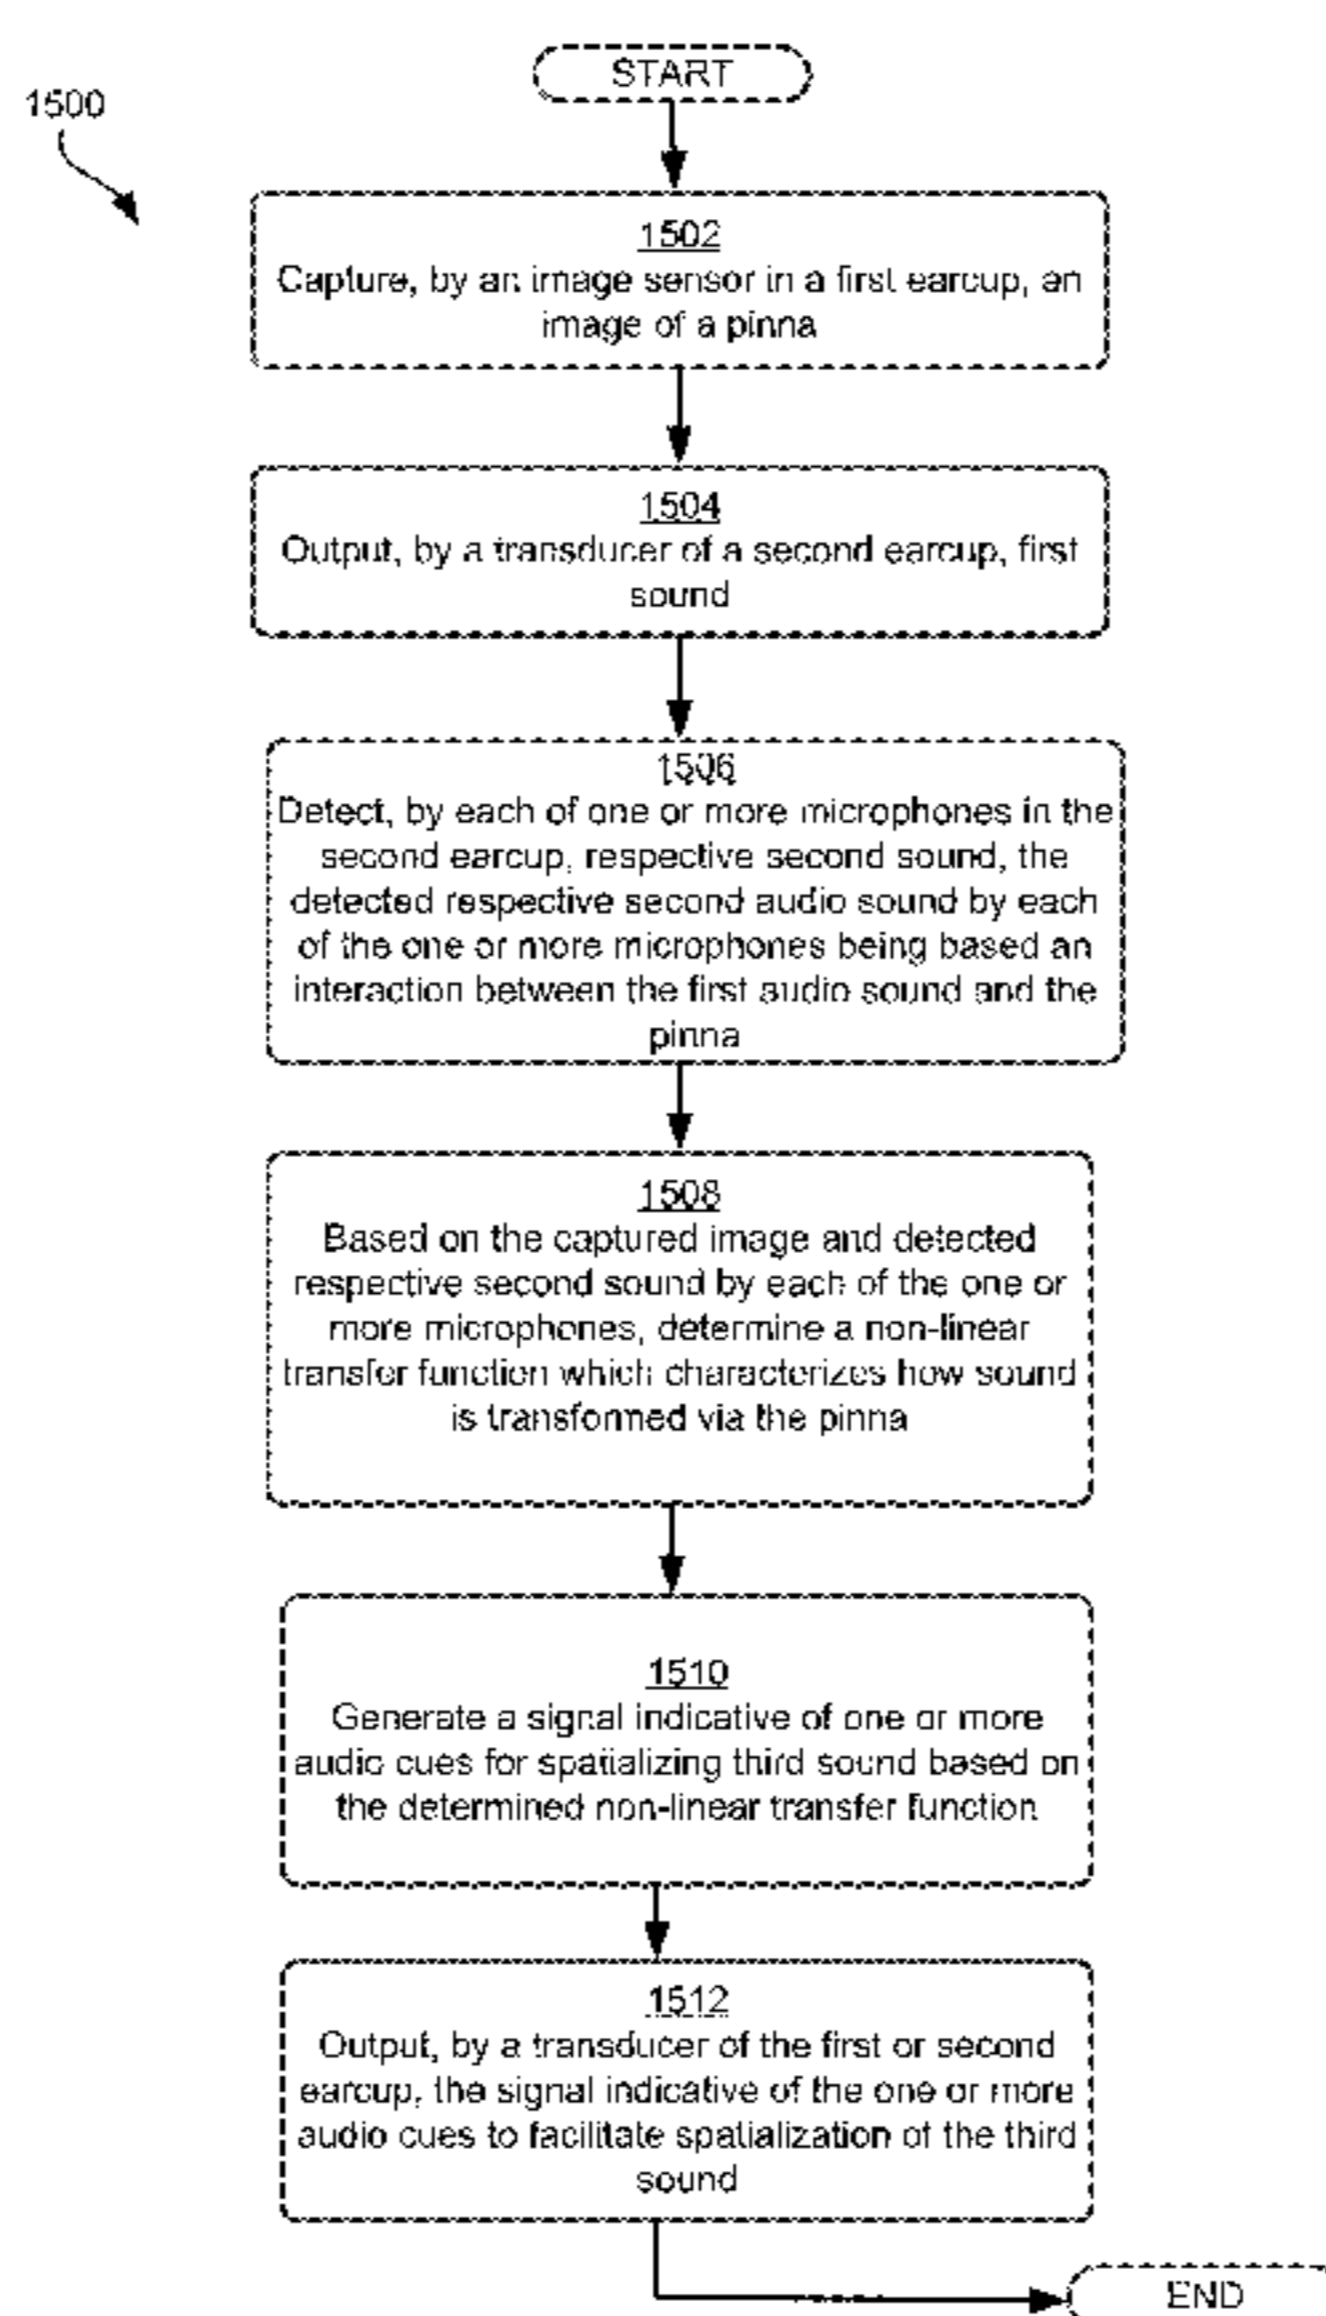 START
1500
1502
Capture, by an image sensor in a first earcup, an
image of a pinna
1504
Output, by a transducer of a second earcup, first
sound
1506
Detect, by each of one or more microphones in the
second earcup, respective second sound, the
detected respective second audio sound by each
of the one or more microphones being based an
interaction between the first audio sound and the
pinna
1508
Based on the captured image and detected
respective second sound by each of the one or
more microphones, determine a non-linear
transfer function which characterizes how sound
is transformed via the pinna
1510
Generate a signal indicative of one or more
audio cues for spatializing third sound based on
the determined non-linear transfer function
1512
Output, by a transducer of the first or second
earcup, the signal indicative of the one or more
audio cues to facilitate spatialization of the third
sound
END